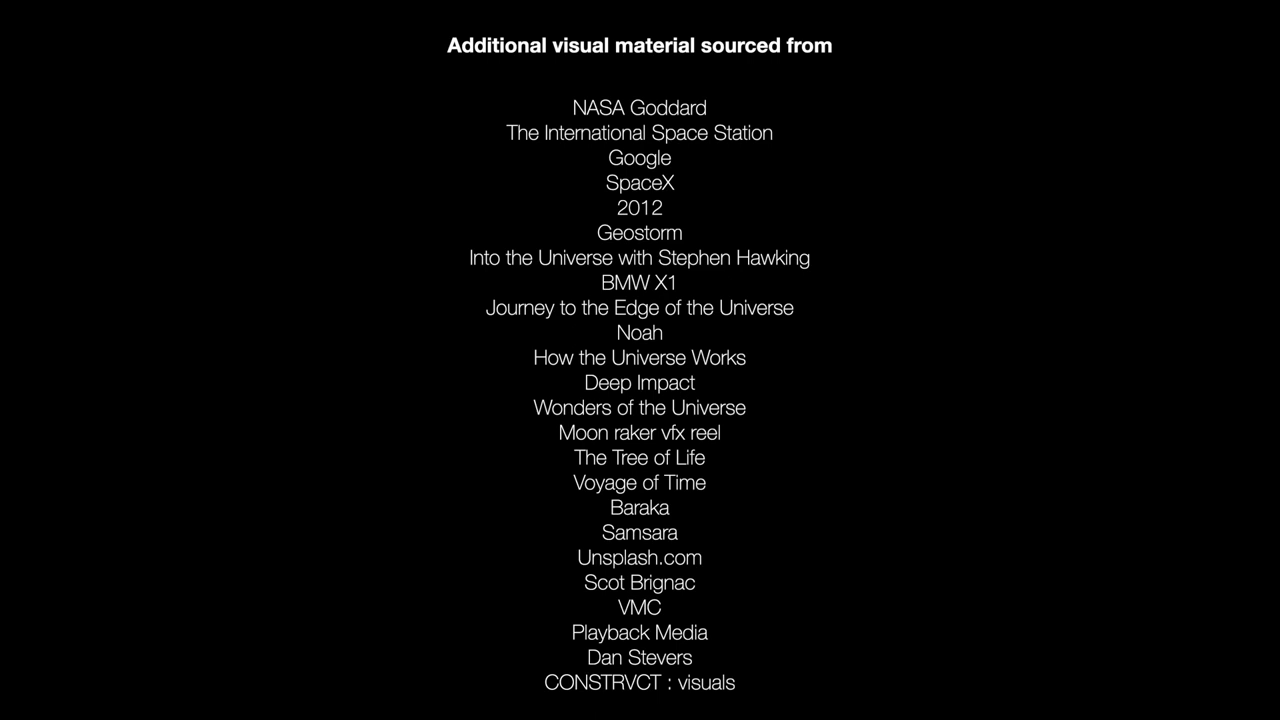 Additional visual material sourced from
NASA Goddard
The International Space Station
Google
SpaceX
2012
Geostorm
Into the Universe with Stephen Hawking
BMW X1
Journey to the Edge of the Universe
Noah
How the Universe Works
Deep Impact
Wonders of the Universe
Moon raker vfx reel
The Tree of Life
Voyage of Time
Baraka
Samsara
Unsplash.com
Scot Brignac
VMC
Playback Media
Dan Stevers
CONSTRVCT : visuals